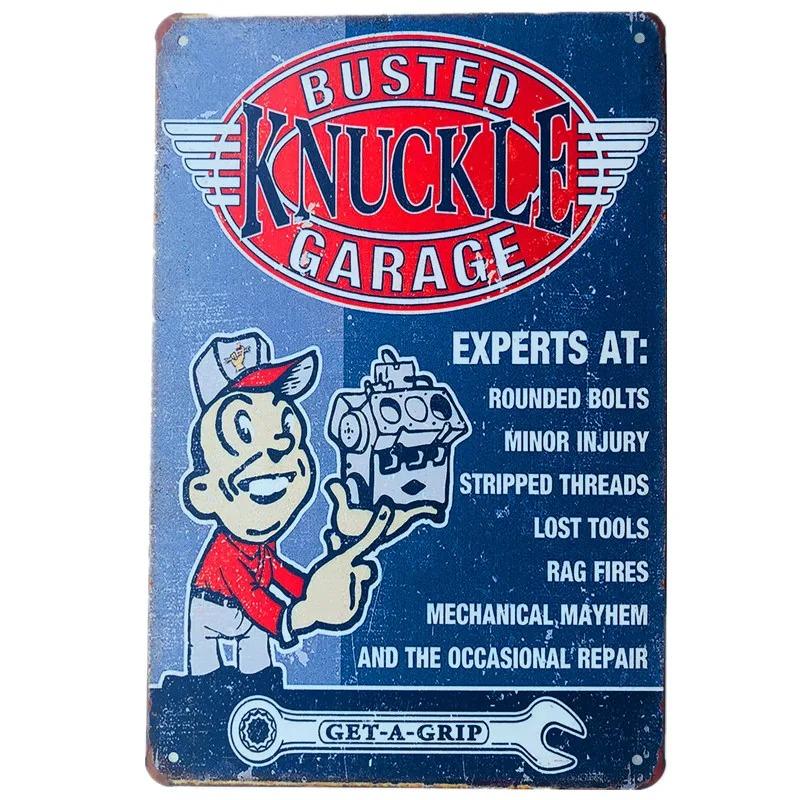 BUSTED
KNUCKLE
GARAGE
EXPERTS AT:
ROUNDED BOLTS
MINOR INJURY
STRIPPED THREADS
LOST TOOLS
RAG FIRES
MECHANICAL MAYHEM
AND THE OCCASIONAL REPAIR
GET-A-GRIP